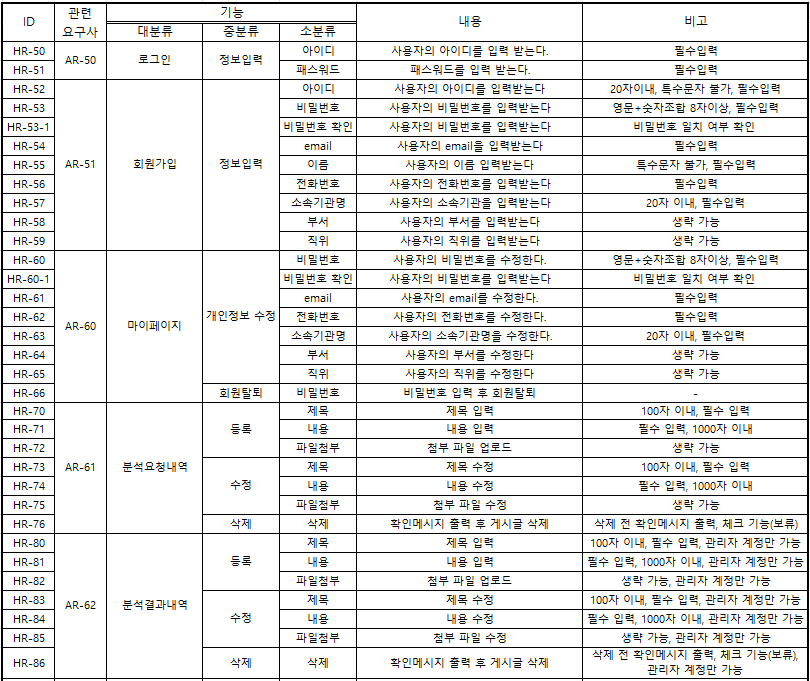 ID 관련 요구사 기능 내용 비고
대분류 중분류 소분류
HR-50 AR-50 로그인 정보입력 아이디 사용자의 아이디를 입력 받는다. 필수입력
HR-51 패스워드 패스워드를 입력 받는다. 필수입력
HR-52 AR-51 회원가입 정보입력 아이디 사용자의 아이디를 입력받는다 20자이내, 특수문자 불가, 필수입력
HR-53 비밀번호 사용자의 비밀번호를 입력받는다 영문+숫자조합 8자이상, 필수입력
HR-53-1 비밀번호 확인 사용자의 비밀번호를 입력받는다 비밀번호 일치 여부 확인
HR-54 email 사용자의 email을 입력받는다 필수입력
HR-55 이름 사용자의 이름 입력받는다 특수문자 불가, 필수입력
HR-56 전화번호 사용자의 전화번호를 입력받는다 필수입력
HR-57 소속기관명 사용자의 소속기관을 입력받는다 20자 이내, 필수입력
HR-58 부서 사용자의 부서를 입력받는다 생략 가능
HR-59 직위 사용자의 직위를 입력받는다 생략 가능
HR-60 AR-60 마이페이지 개인정보 수정 비밀번호 사용자의 비밀번호를 수정한다. 영문+숫자조합 8자이상, 필수입력
HR-60-1 비밀번호 확인 사용자의 비밀번호를 입력받는다 비밀번호 일치 여부 확인
HR-61 email 사용자의 email를 수정한다. 필수입력
HR-62 전화번호 사용자의 전화번호를 수정한다. 필수입력
HR-63 소속기관명 사용자의 소속기관명을 수정한다. 20자 이내, 필수입력
HR-64 부서 사용자의 부서를 수정한다 생략 가능
HR-65 직위 사용자의 직위를 수정한다 생략 가능
HR-66 회원탈퇴 비밀번호 비밀번호 입력 후 회원탈퇴 -
HR-70 AR-61 분석요청내역 등록 제목 제목 입력 100자 이내, 필수 입력
HR-71 내용 내용 입력 필수 입력, 1000자 이내
HR-72 파일첨부 첨부 파일 업로드 생략 가능
HR-73 수정 제목 제목 수정 100자 이내, 필수 입력
HR-74 내용 내용 수정 필수 입력, 1000자 이내
HR-75 파일첨부 첨부 파일 수정 생략 가능
HR-76 삭제 삭제 확인메시지 출력 후 게시글 삭제 삭제 전 확인메시지 출력, 체크 기능(보류)
HR-80 AR-62 분석결과내역 등록 제목 제목 입력 100자 이내, 필수 입력, 관리자 계정만 가능
HR-81 내용 내용 입력 필수 입력, 1000자 이내, 관리자 계정만 가능
HR-82 파일첨부 첨부 파일 업로드 생략 가능, 관리자 계정만 가능
HR-83 수정 제목 제목 수정 100자 이내, 필수 입력, 관리자 계정만 가능
HR-84 내용 내용 수정 필수 입력, 1000자 이내, 관리자 계정만 가능
HR-85 파일첨부 첨부 파일 수정 생략 가능, 관리자 계정만 가능
HR-86 삭제 삭제 확인메시지 출력 후 게시글 삭제 삭제 전 확인메시지 출력, 체크 기능(보류),
관리자 계정만 가능